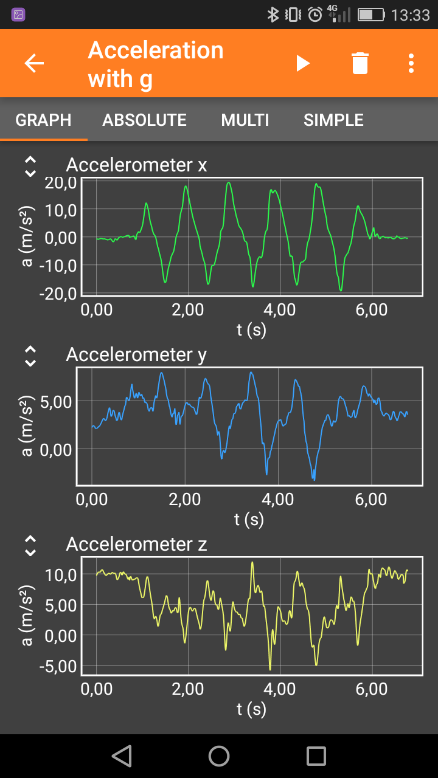 4G
13:33
Acceleration
with g
GRAPH ABSOLUTE MULTI SIMPLE
Accelerometer x
20,0
10,0
0,00
-10,0
-20,0
a (m/s²)
0,00 2,00 4,00 6,00
t (s)
Accelerometer y
5,00
0,00
a (m/s²)
0,00 2,00 4,00 6,00
t (s)
Accelerometer z
10,0
5,00
0,00
-5,00
a (m/s²)
0,00 2,00 4,00 6,00
t (s)